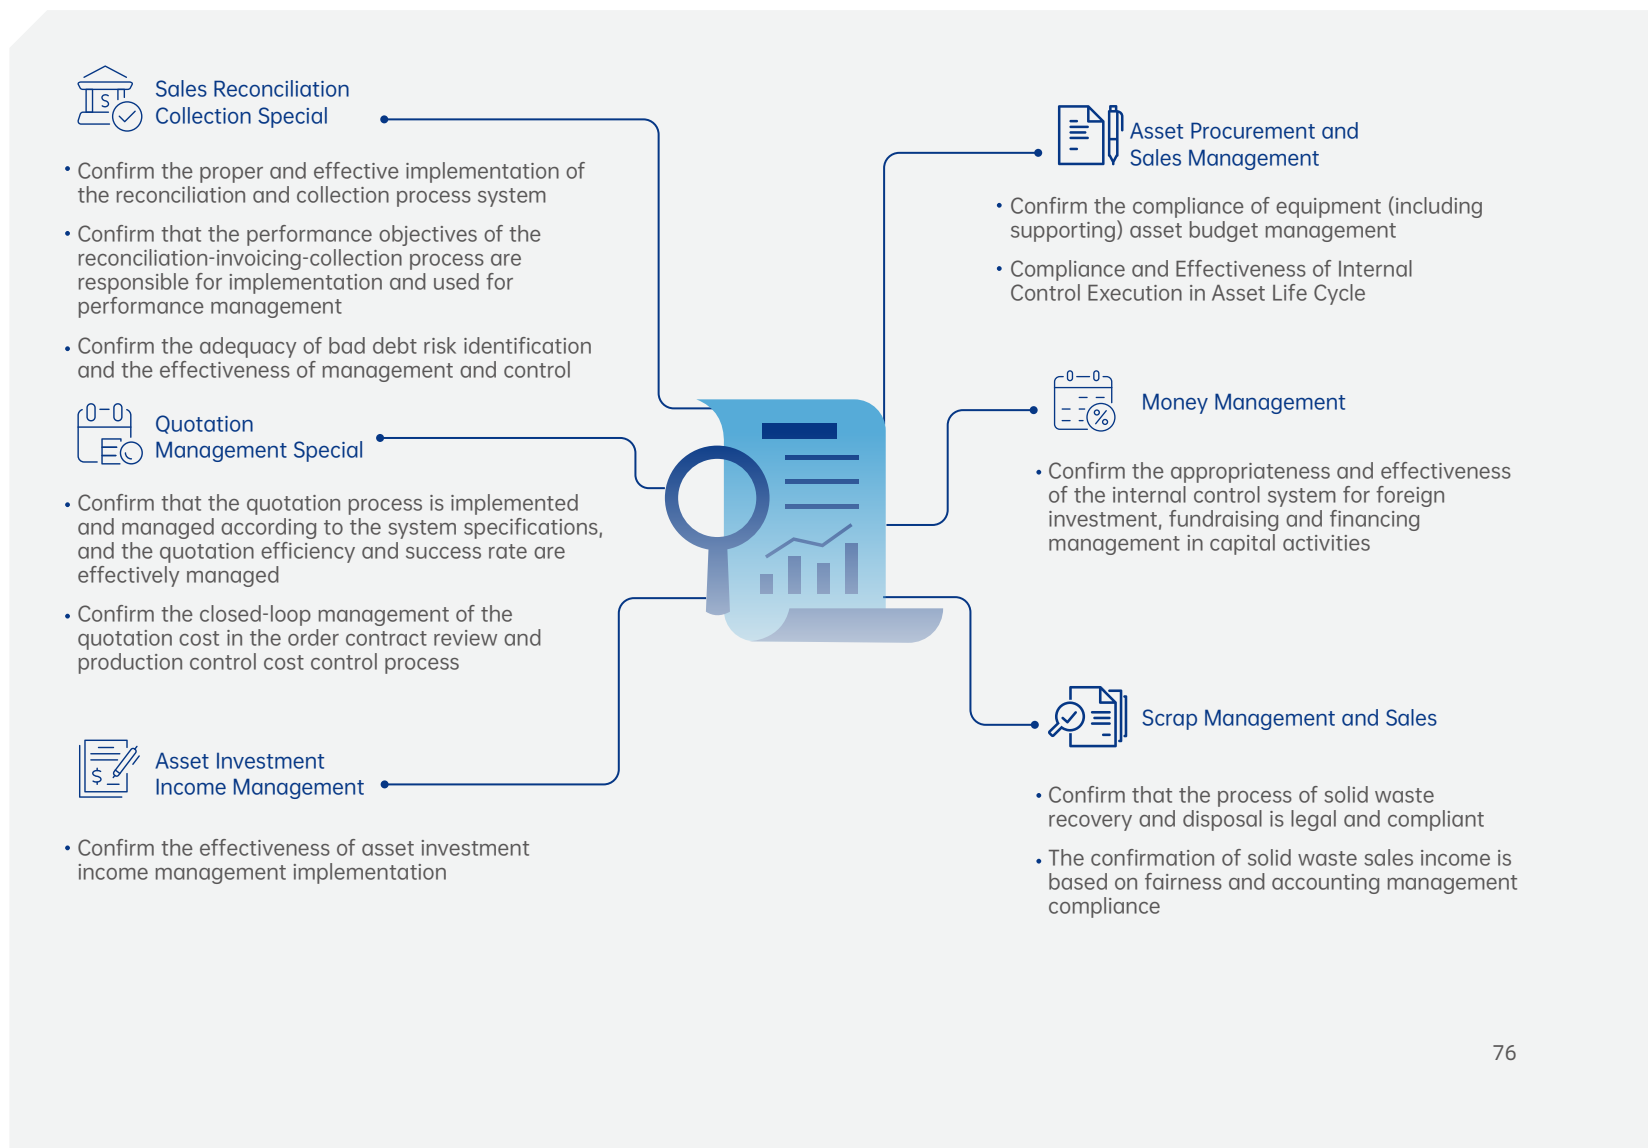 Sales Reconciliation
Collection Special
• Confirm the proper and effective implementation of
the reconciliation and collection process system
• Confirm that the performance objectives of the
reconciliation-invoicing-collection process are
responsible for implementation and used for
performance management
• Confirm the adequacy of bad debt risk identification
and the effectiveness of management and control
Quotation
Management Special
• Confirm that the quotation process is implemented
and managed according to the system specifications,
and the quotation efficiency and success rate are
effectively managed
• Confirm the closed-loop management of the
quotation cost in the order contract review and
production control cost control process
Asset Investment
Income Management
• Confirm the effectiveness of asset investment
income management implementation
Asset Procurement and
Sales Management
• Confirm the compliance of equipment (including
supporting) asset budget management
• Compliance and Effectiveness of Internal
Control Execution in Asset Life Cycle
Money Management
• Confirm the appropriateness and effectiveness
of the internal control system for foreign
investment, fundraising and financing
management in capital activities
Scrap Management and Sales
• Confirm that the process of solid waste
recovery and disposal is legal and compliant
• The confirmation of solid waste sales income is
based on fairness and accounting management
compliance
76